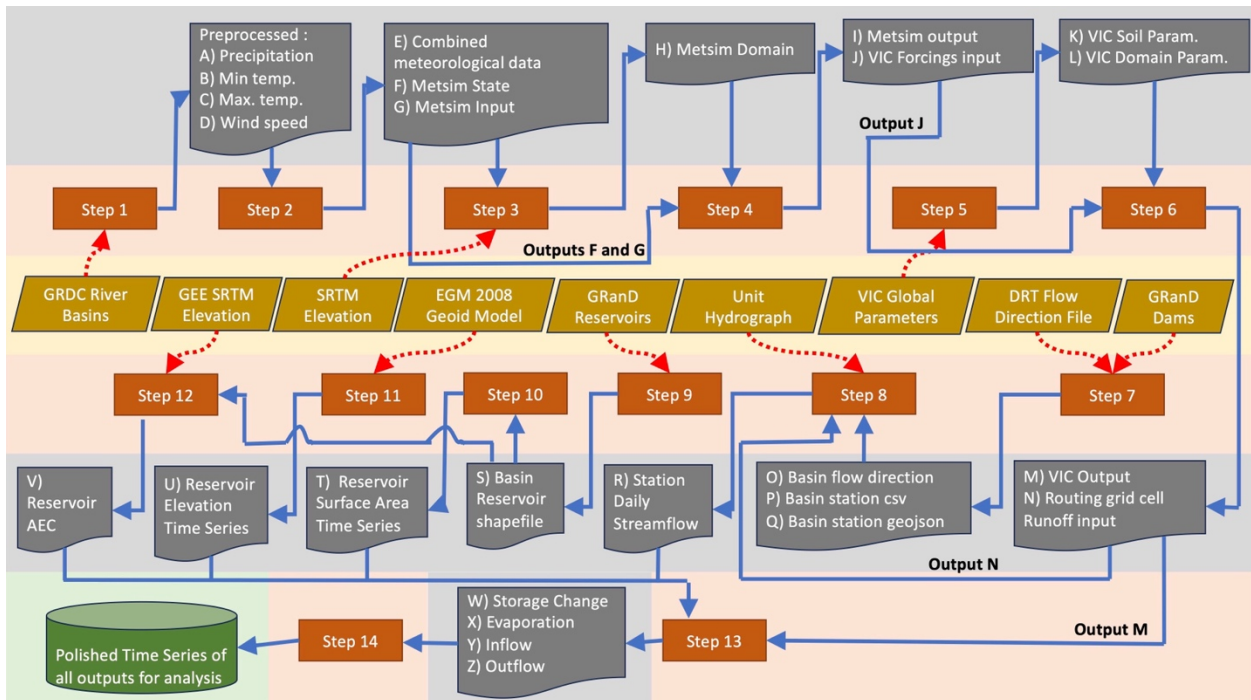 Preprocessed :
A) Precipitation
B) Min temp.
C) Max. temp.
D) Wind speed
E) Combined
meteorological data
F) Metsim State
G) Metsim Input
H) Metsim Domain
I) Metsim output
J) VIC Forcings input
K) VIC Soil Param.
L) VIC Domain Param.
Output J
Step 1
Step 2
Step 3
Step 4
Step 5
Step 6
Outputs F and G
GRDC River
Basins
GEE SRTM
Elevation
SRTM
Elevation
EGM 2008
Geoid Model
GRanD
Reservoirs
Unit
Hydrograph
VIC Global
Parameters
DRT Flow
Direction File
GRanD
Dams
Step 12
Step 11
Step 10
Step 9
Step 8
Step 7
V)
Reservoir
AEC
U) Reservoir
Elevation
Time Series
T) Reservoir
Surface Area
Time Series
S) Basin
Reservoir
shapefile
R) Station
Daily
Streamflow
O) Basin flow direction
P) Basin station csv
Q) Basin station geojson
M) VIC Output
N) Routing grid cell
Runoff input
Output N
Polished Time Series of
all outputs for analysis
Step 14
W) Storage Change
X) Evaporation
Y) Inflow
Z) Outflow
Step 13
Output M